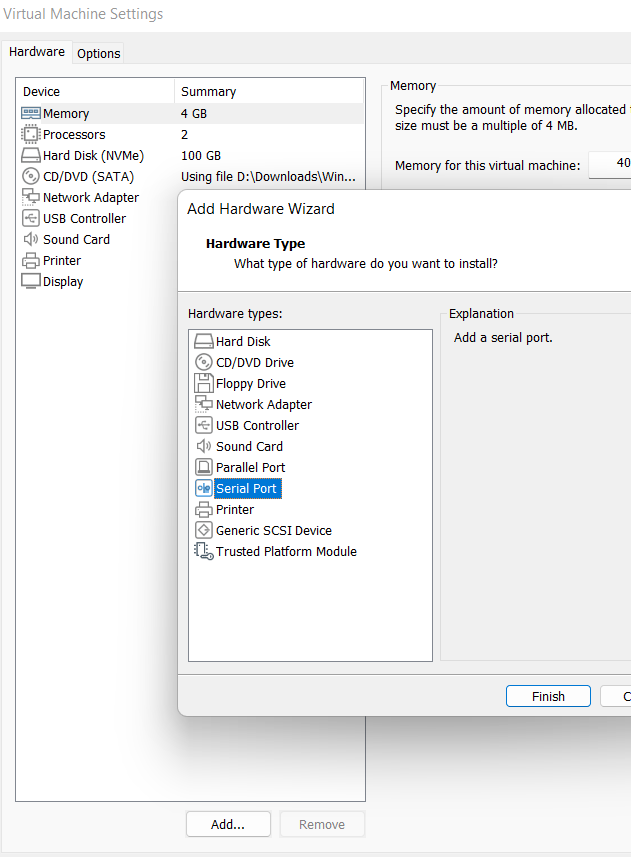 Virtual Machine Settings
Hardware
Options
Device
Summary
Memory
4 GB
Processors
2
Hard Disk (NVMe)
100 GB
CD/DVD (SATA)
Using file D:\Downloads\Win...
Network Adapter
USB Controller
Sound Card
Printer
Display
Memory
Specify the amount of memory allocated
size must be a multiple of 4 MB.
Memory for this virtual machine:
40
Add Hardware Wizard
Hardware Type
What type of hardware do you want to install?
Hardware types:
Hard Disk
CD/DVD Drive
Floppy Drive
Network Adapter
USB Controller
Sound Card
Parallel Port
Serial Port
Printer
Generic SCSI Device
Trusted Platform Module
Explanation
Add a serial port.
Finish
Add...
Remove